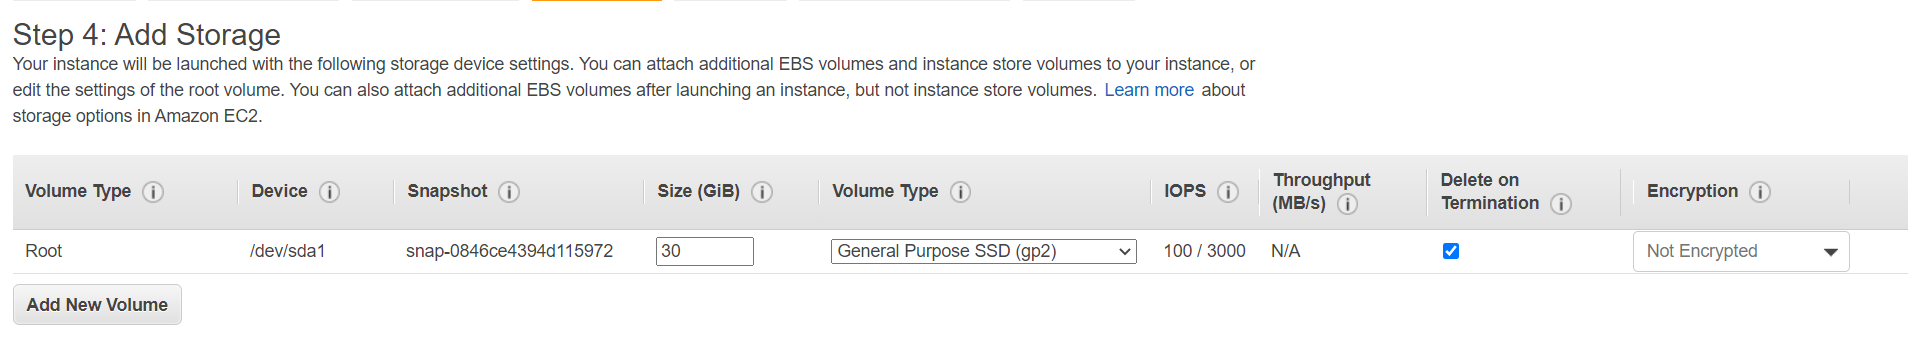 Step 4: Add Storage
Your instance will be launched with the following storage device settings. You can attach additional EBS volumes and instance store volumes to your instance, or
edit the settings of the root volume. You can also attach additional EBS volumes after launching an instance, but not instance store volumes. Learn more about
storage options in Amazon EC2.
Volume Type Device Snapshot Size (GiB) Volume Type IOPS Throughput (MB/s) Delete on Termination Encryption
Root /dev/sda1 snap-0846ce4394d115972 30 General Purpose SSD (gp2) 100 / 3000 N/A Not Encrypted
Add New Volume